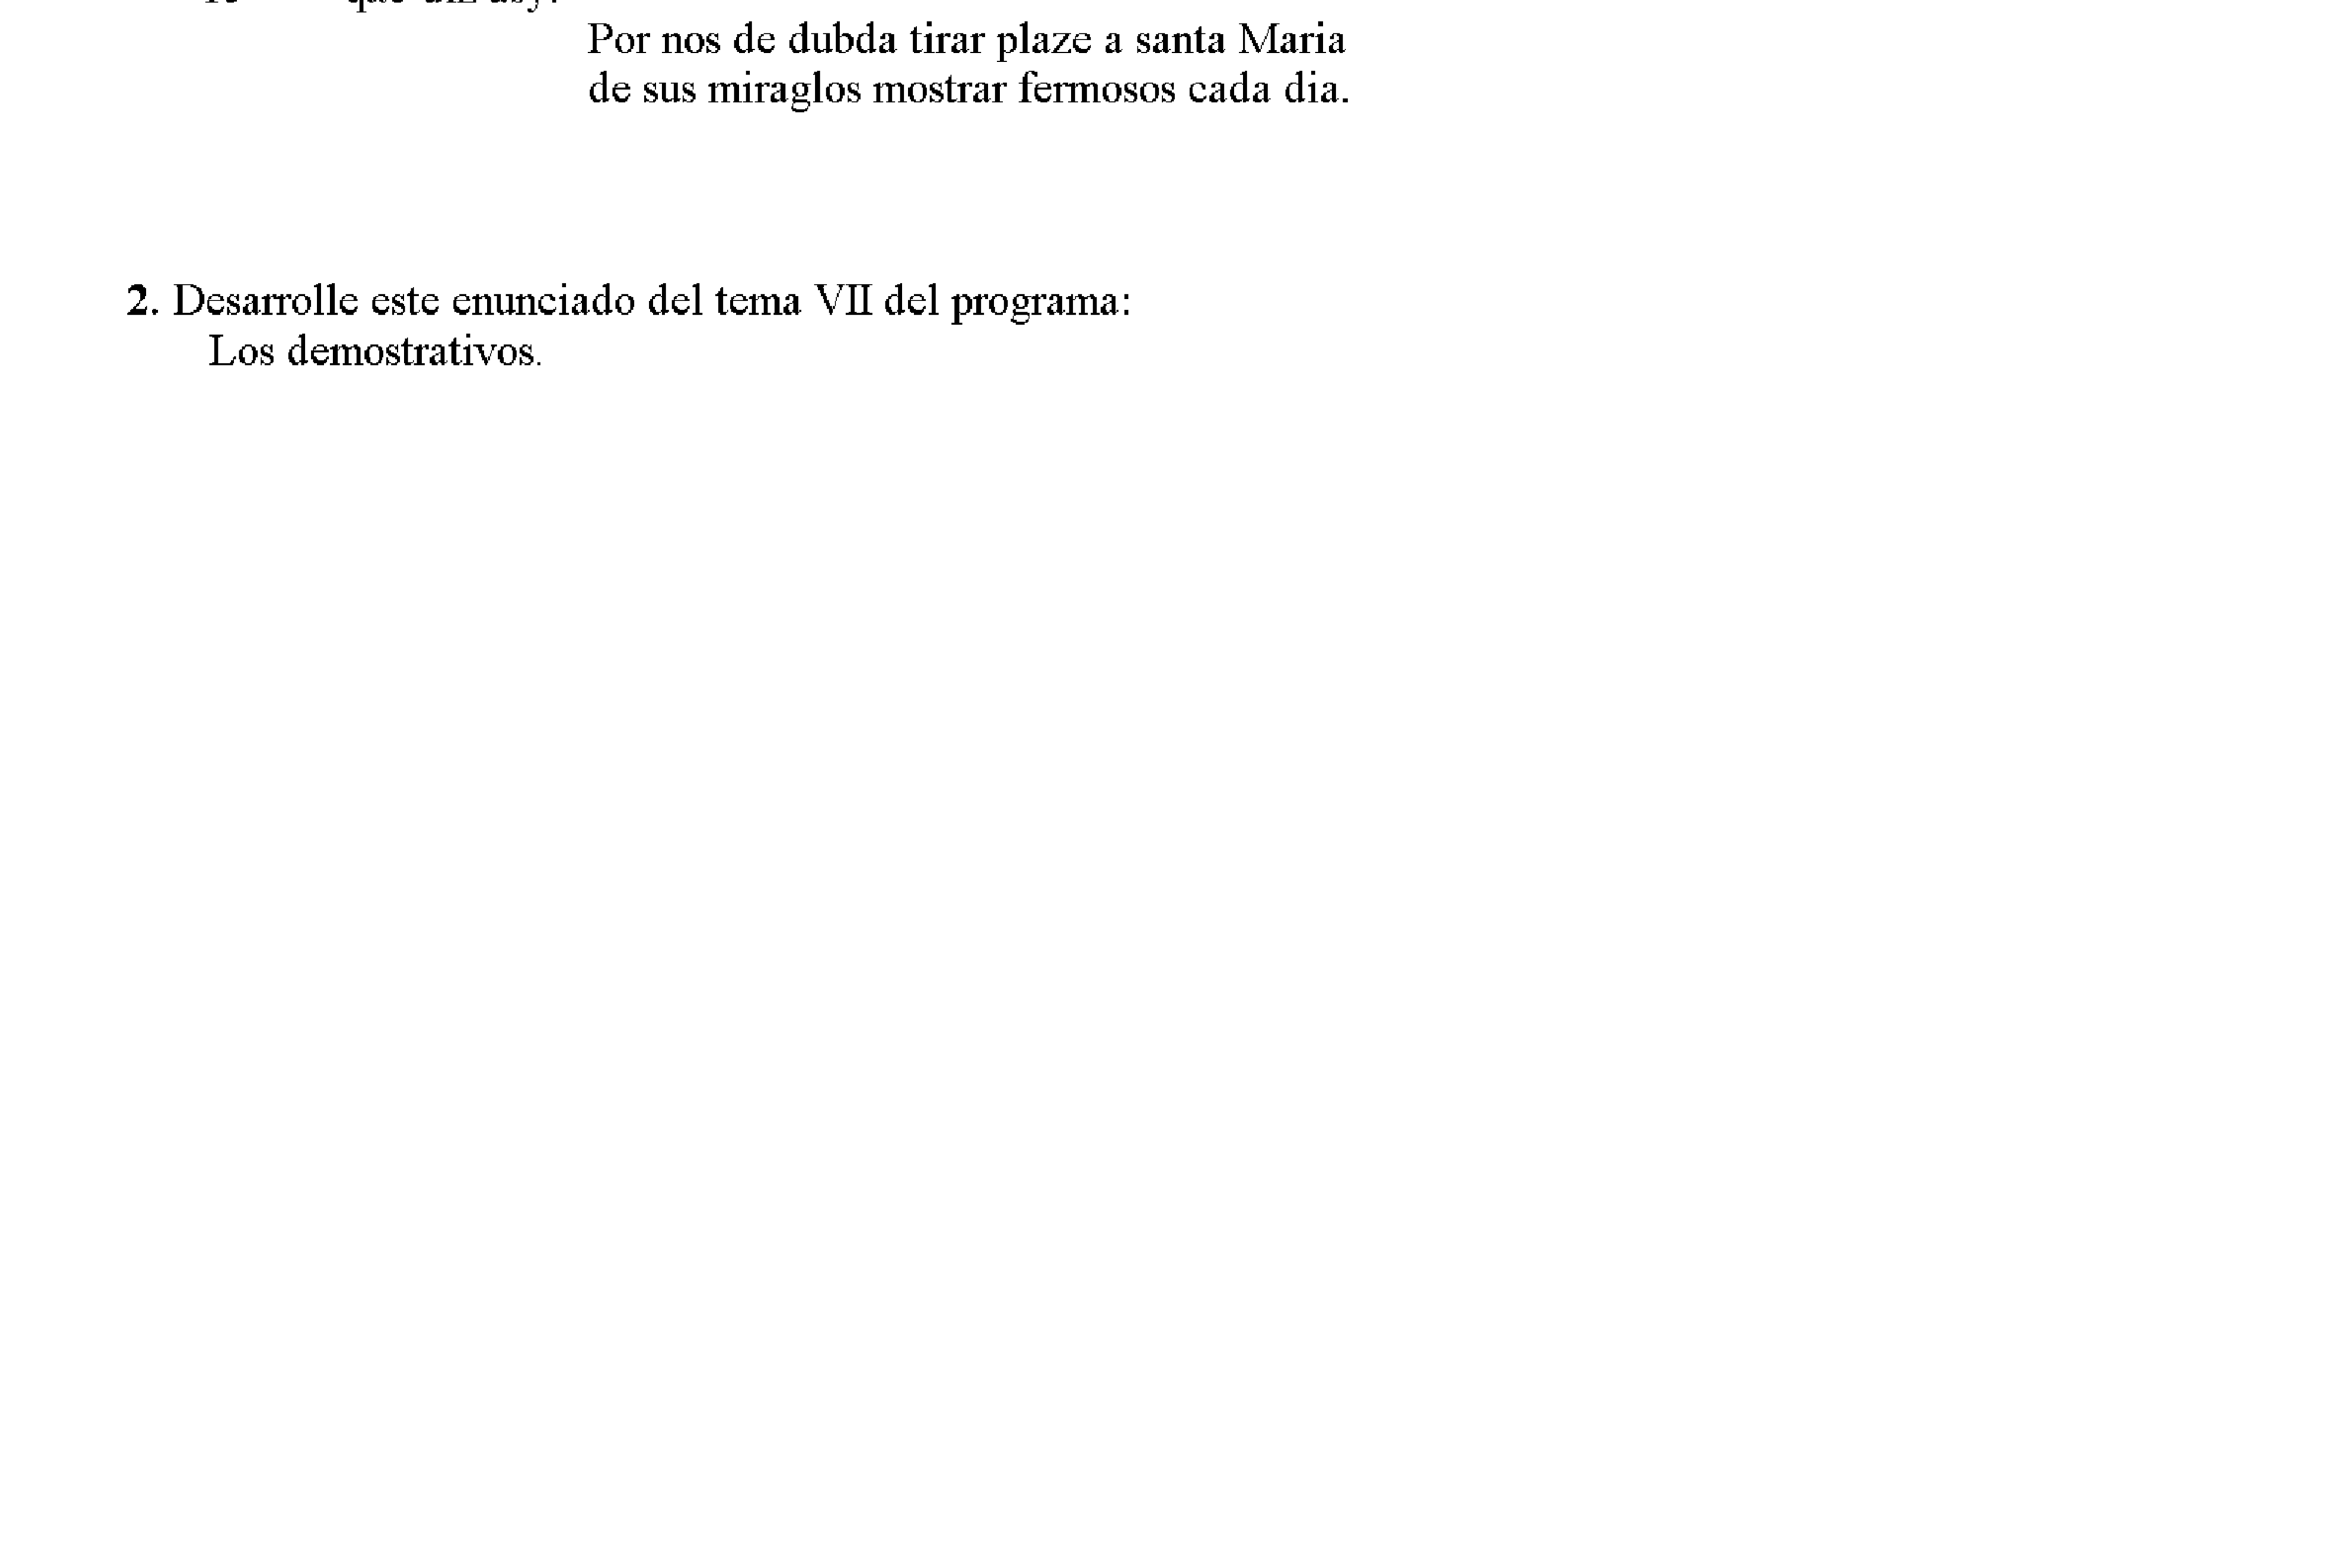 que diz asy:
Por nos de dubda tirar plaze a santa Maria
de sus miraglos mostrar fermosos cada dia.
2. Desarrolle este enunciado del tema VII del programa:
Los demostrativos.